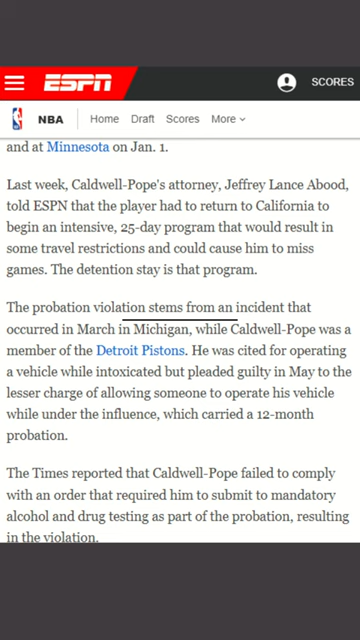 ESPN
SCORES
NBA Home Draft Scores More
and at Minnesota on Jan. 1.
Last week, Caldwell-Pope's attorney, Jeffrey Lance Abood,
told ESPN that the player had to return to California to
begin an intensive, 25-day program that would result in
some travel restrictions and could cause him to miss
games. The detention stay is that program.
The probation violation stems from an incident that
occurred in March in Michigan, while Caldwell-Pope was a
member of the Detroit Pistons. He was cited for operating
a vehicle while intoxicated but pleaded guilty in May to the
lesser charge of allowing someone to operate his vehicle
while under the influence, which carried a 12-month
probation.
The Times reported that Caldwell-Pope failed to comply
with an order that required him to submit to mandatory
alcohol and drug testing as part of the probation, resulting
in the violation.